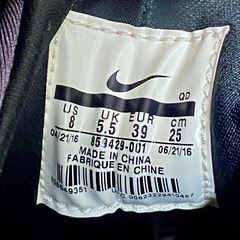 QD
US UK EUR cm
8 5.5 39 25
04/21/16 859429-001 06/21/16
MADE IN CHINA
FABRIQUE EN CHINE